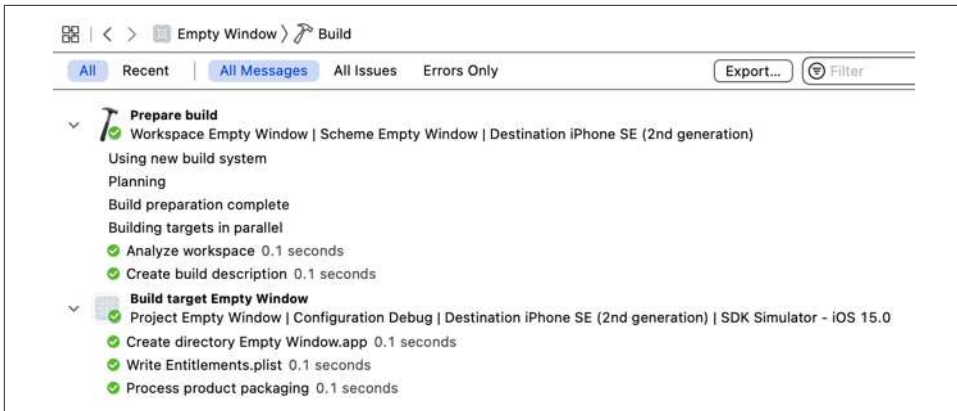 Empty Window 〉 Build
All Recent | All Messages All Issues Errors Only Export... Filter
Prepare build
Workspace Empty Window | Scheme Empty Window | Destination iPhone SE (2nd generation)
Using new build system
Planning
Build preparation complete
Building targets in parallel
Analyze workspace 0.1 seconds
Create build description 0.1 seconds
Build target Empty Window
Project Empty Window | Configuration Debug | Destination iPhone SE (2nd generation) | SDK Simulator - iOS 15.0
Create directory Empty Window.app 0.1 seconds
Write Entitlements.plist 0.1 seconds
Process product packaging 0.1 seconds